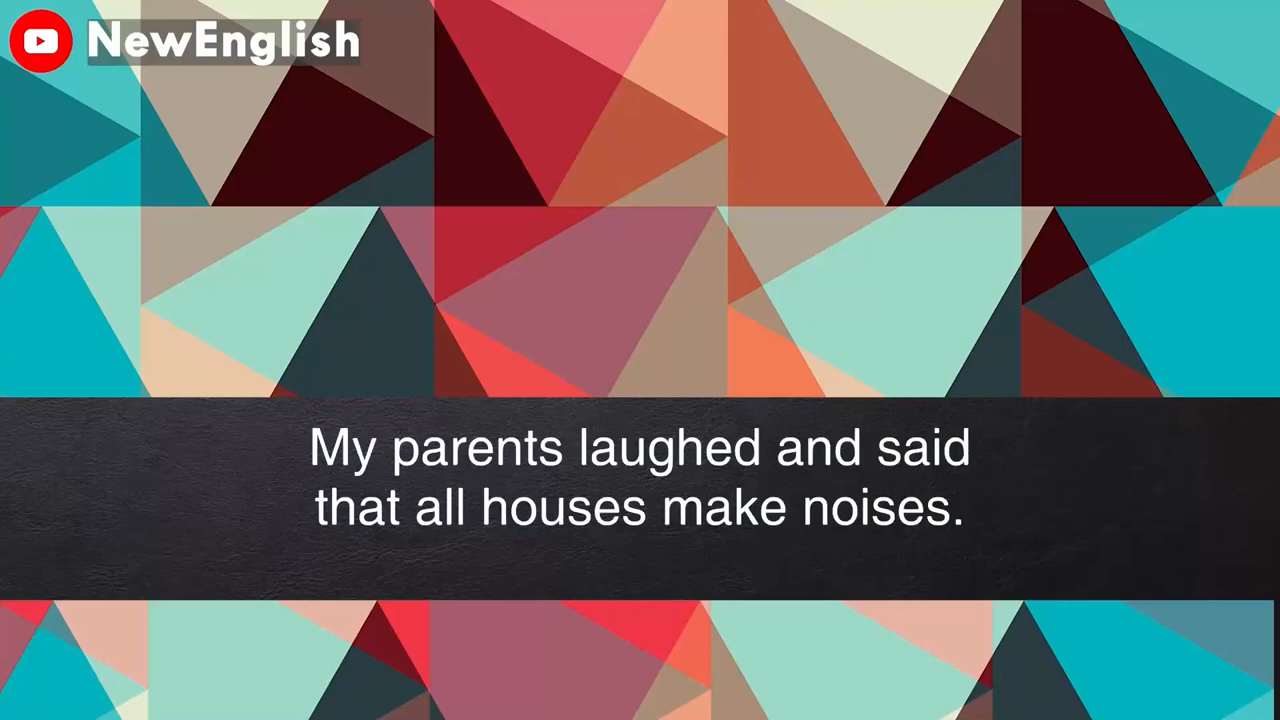 NewEnglish
My parents laughed and said
that all houses make noises.